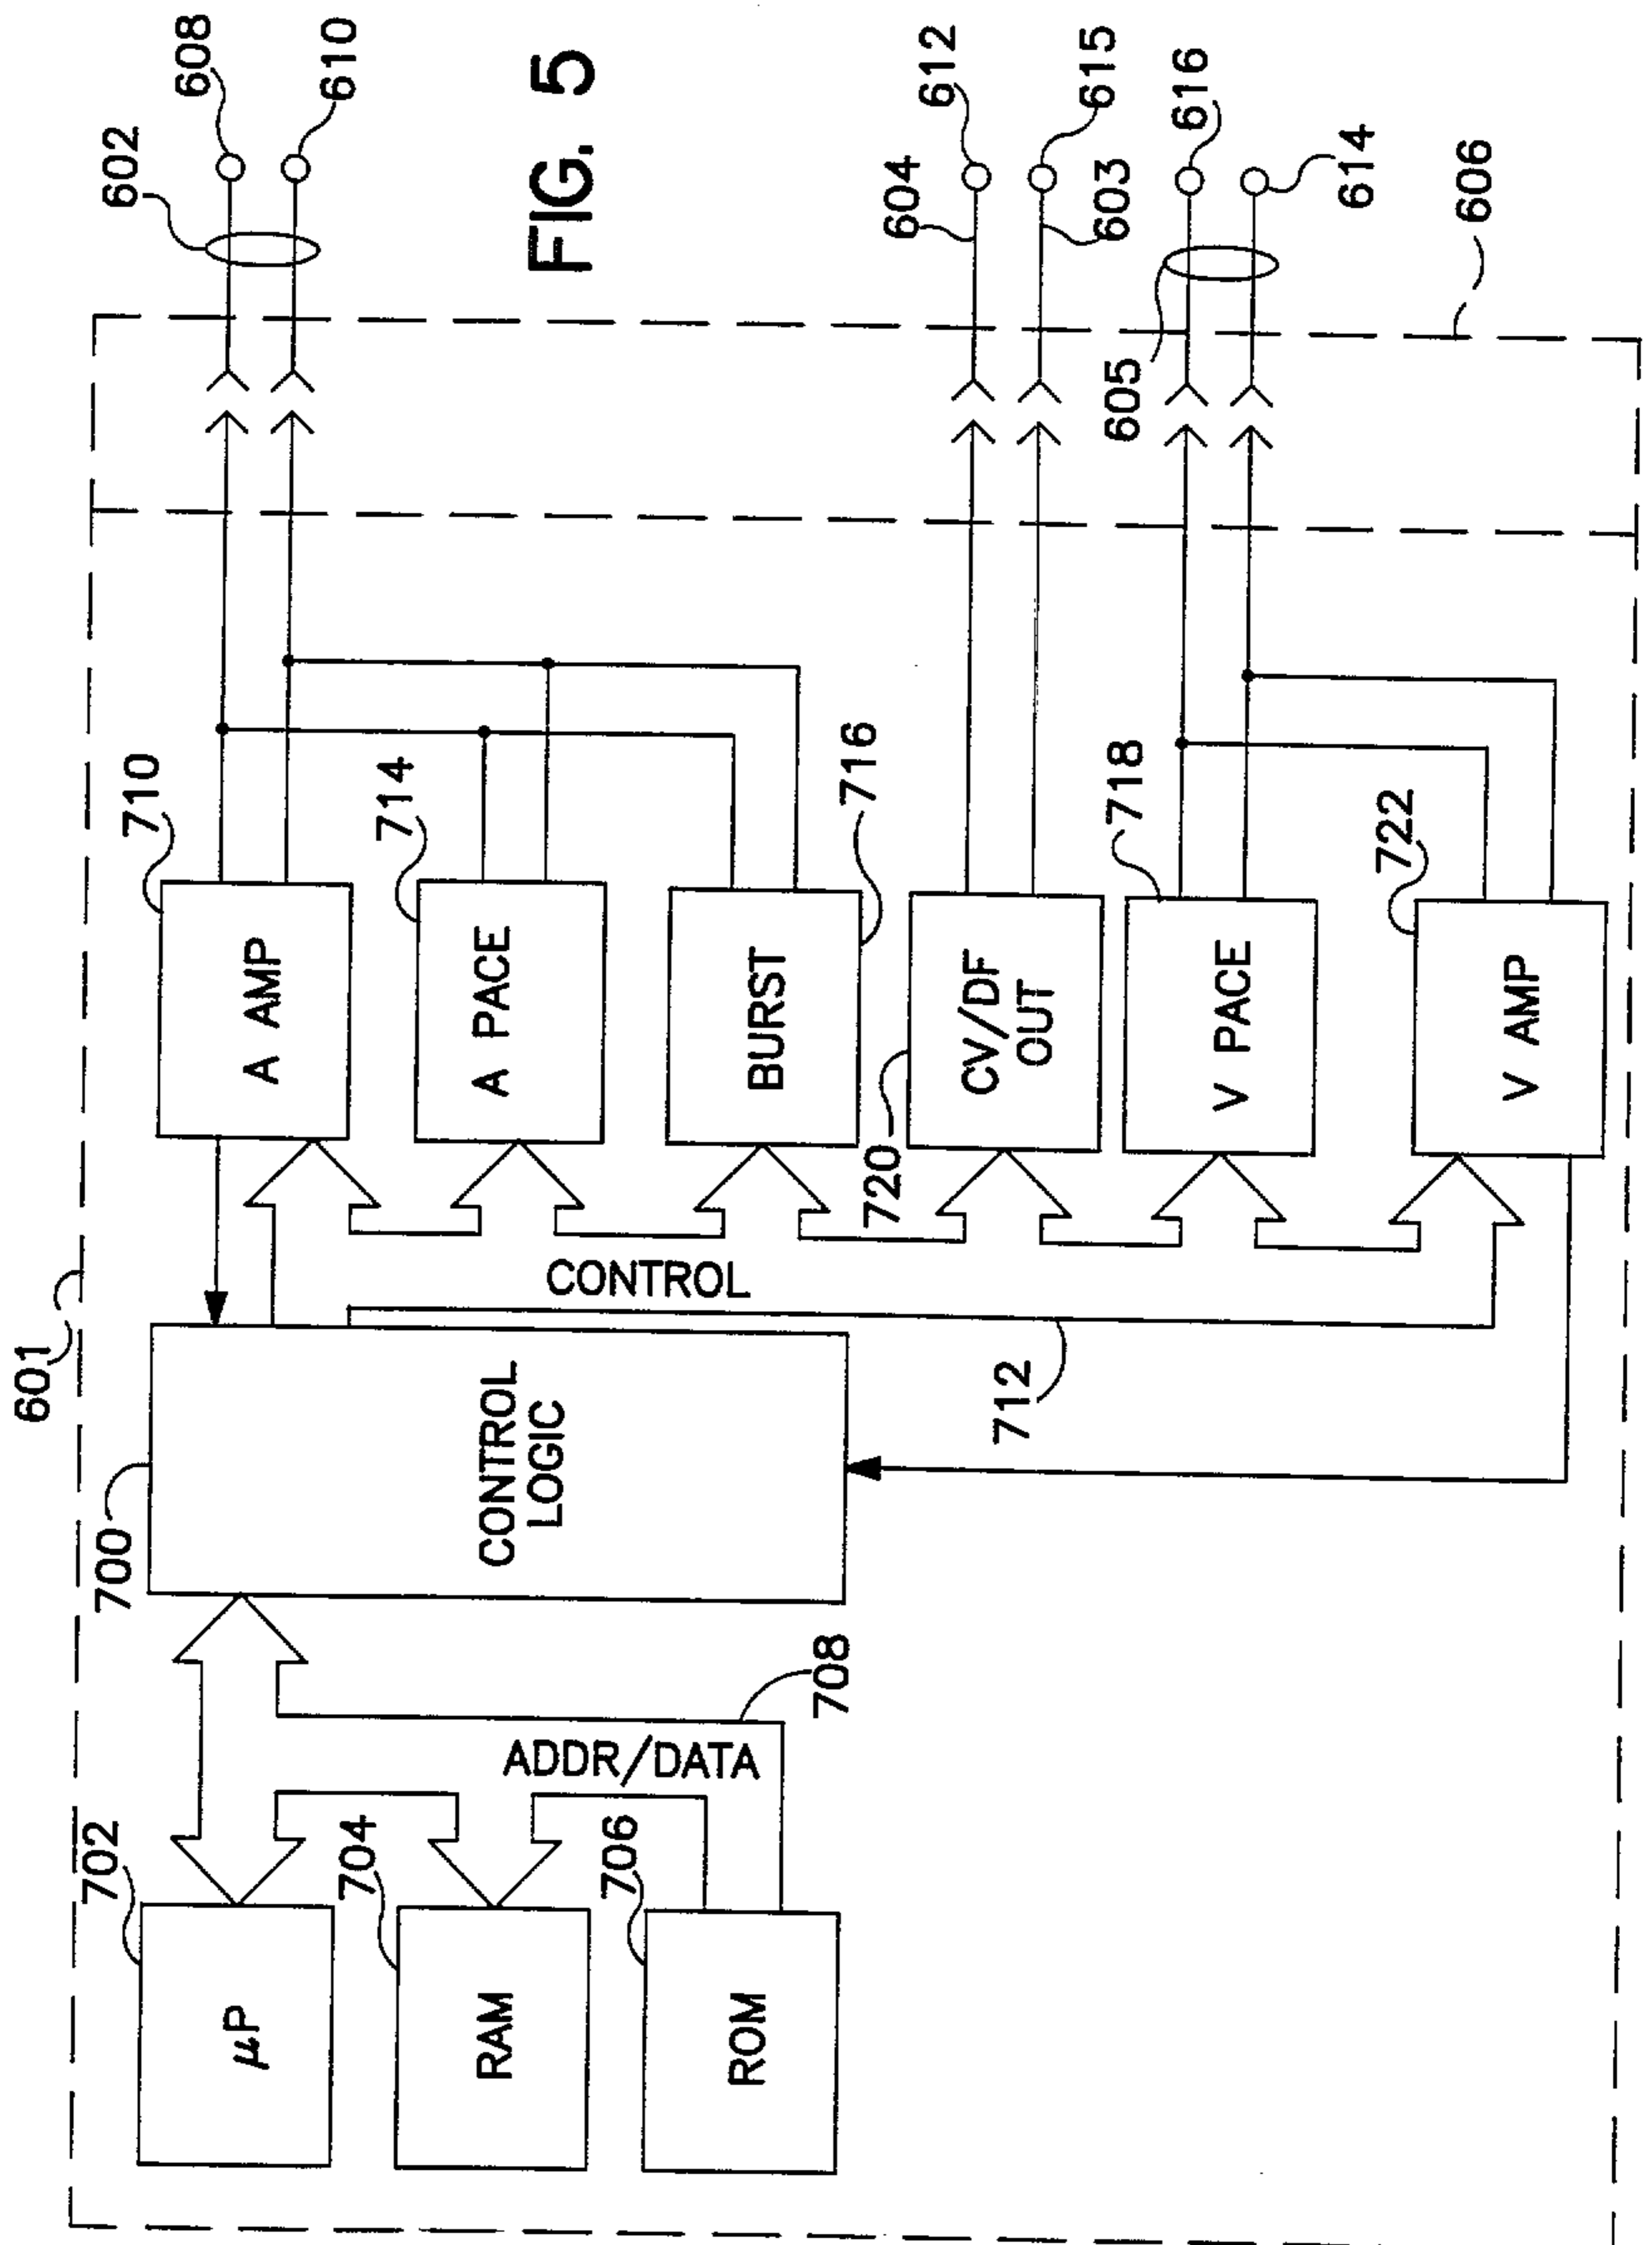 FIG. 5
601
606
602
608
610
604
612
603
615
605
616
614
700
CONTROL
LOGIC
702
µP
704
RAM
706
ROM
708
ADDR/DATA
710
A AMP
714
A PACE
716
BURST
720
CV/DF
OUT
718
V PACE
722
V AMP
CONTROL
712